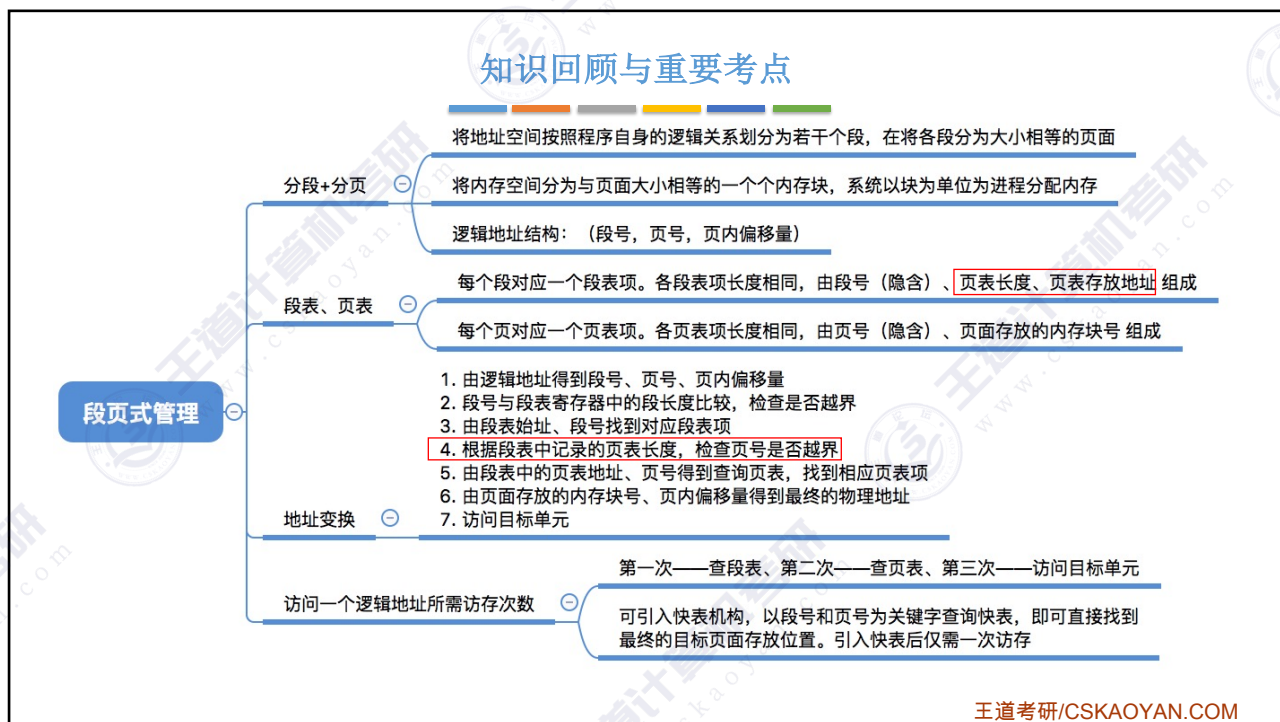 知识回顾与重要考点
将地址空间按照程序自身的逻辑关系划分为若干个段，在将各段分为大小相等的页面
分段+分页
将内存空间分为与页面大小相等的一个个内存块，系统以块为单位为进程分配内存
逻辑地址结构：（段号，页号，页内偏移量）
每个段对应一个段表项。各段表项长度相同，由段号（隐含）、页表长度、页表存放地址 组成
段表、页表
每个页对应一个页表项。各页表项长度相同，由页号（隐含）、页面存放的内存块号 组成
段页式管理
1. 由逻辑地址得到段号、页号、页内偏移量
2. 段号与段表寄存器中的段长度比较，检查是否越界
3. 由段表始址、段号找到对应段表项
4. 根据段表中记录的页表长度，检查页号是否越界
5. 由段表中的页表地址、页号得到查询页表，找到相应页表项
6. 由页面存放的内存块号、页内偏移量得到最终的物理地址
7. 访问目标单元
地址变换
第一次——查段表、第二次——查页表、第三次——访问目标单元
访问一个逻辑地址所需访存次数
可引入快表机构，以段号和页号为关键字查询快表，即可直接找到
最终的目标页面存放位置。引入快表后仅需一次访存
王道考研/CSKAOYAN.COM
王道计算机考研
www.cskaoyan.com